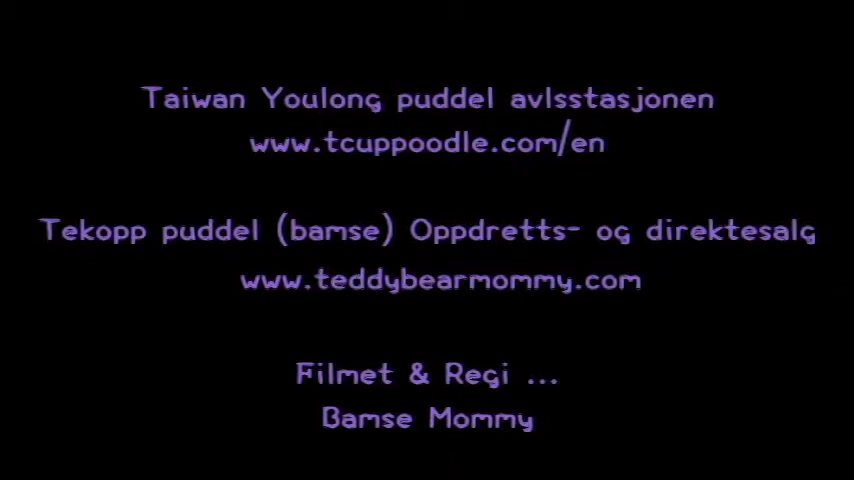 Taiwan Youlong puddel avlsstasjonen
www.tcuppoodle.com/en
Tekopp puddel (bamse) Oppdretts- og direktesalg
www.teddybearmommy.com
Filmet & Regi ...
Bamse Mommy